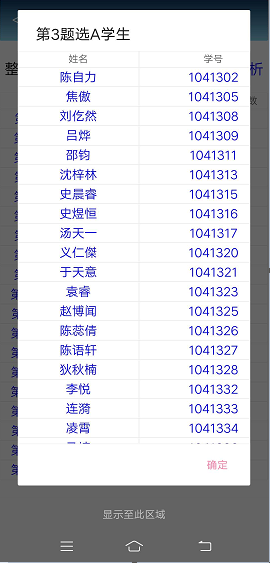 第3题选A学生
姓名 学号
陈自力 1041302
焦傲 1041305
刘仡然 1041308
吕烨 1041309
邵钧 1041311
沈梓林 1041313
史晨睿 1041315
史煜恒 1041316
汤天一 1041317
义仁傑 1041320
于天意 1041321
袁睿 1041323
赵博闻 1041325
陈蕊倩 1041326
陈语轩 1041327
狄秋楠 1041328
李悦 1041332
连漪 1041333
凌霄 1041334
确定
整
析
数
显示至此区域